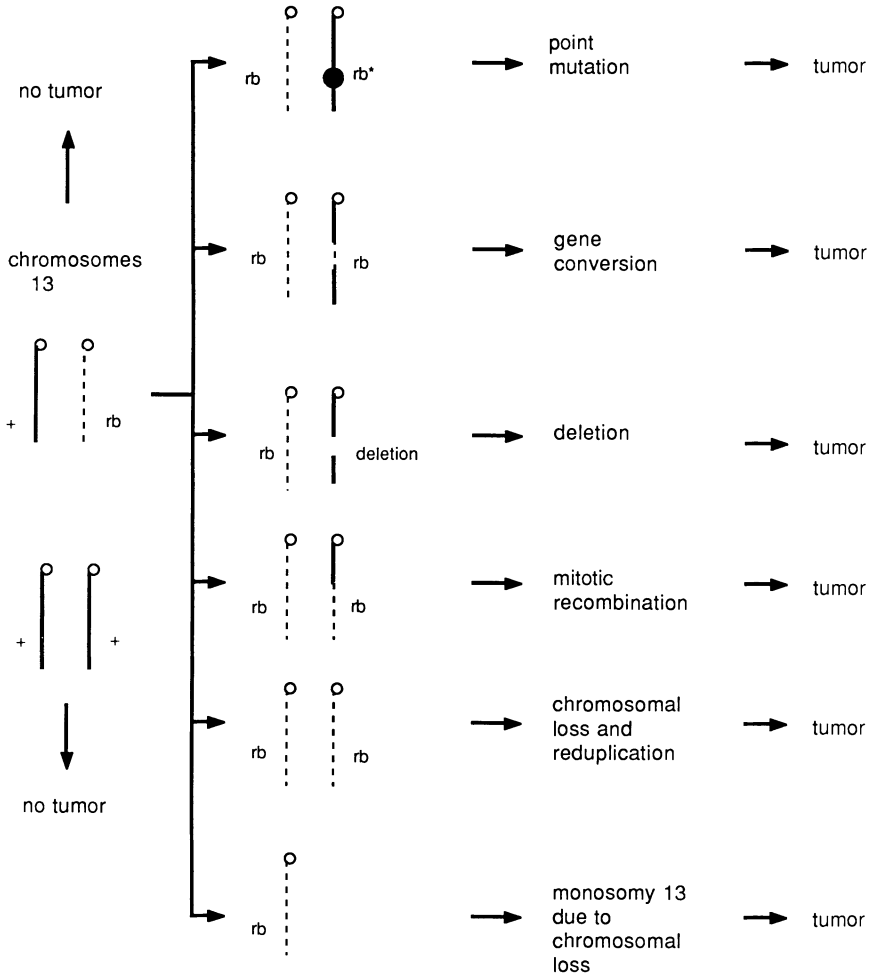 no tumor
chromosomes
13
+ rb
+ +
no tumor
rb rb*
point
mutation
tumor
rb rb
gene
conversion
tumor
rb deletion
deletion
tumor
rb rb
mitotic
recombination
tumor
rb rb
chromosomal
loss and
reduplication
tumor
rb
monosomy 13
due to
chromosomal
loss
tumor